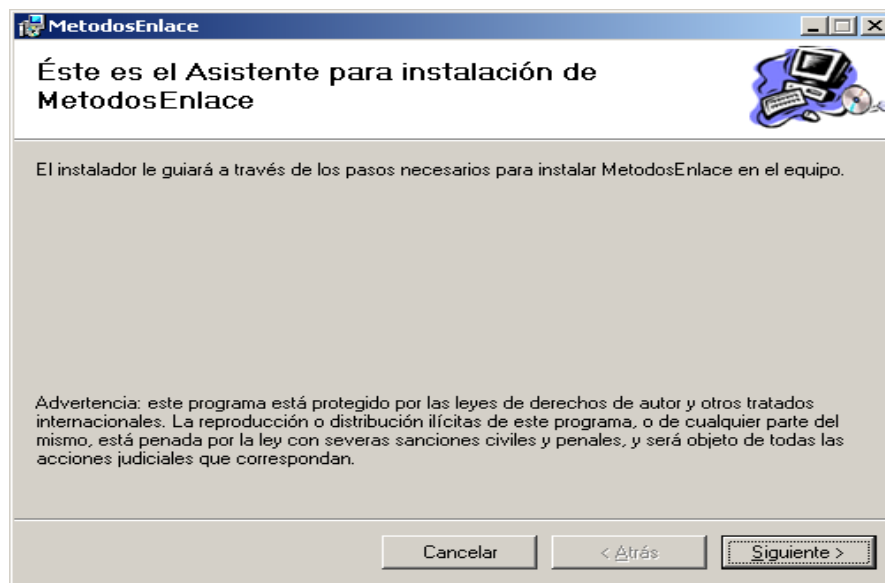 MetodosEnlace
Éste es el Asistente para instalación de
MetodosEnlace
El instalador le guiará a través de los pasos necesarios para instalar MetodosEnlace en el equipo.
Advertencia: este programa está protegido por las leyes de derechos de autor y otros tratados
internacionales. La reproducción o distribución ilícitas de este programa, o de cualquier parte del
mismo, está penada por la ley con severas sanciones civiles y penales, y será objeto de todas las
acciones judiciales que correspondan.
Cancelar < Atrás Siguiente >